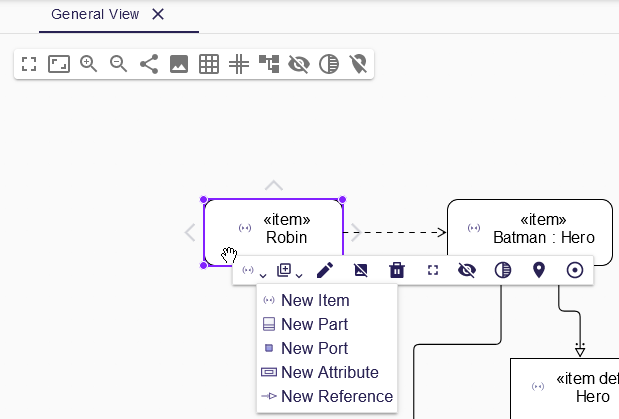 General View
«item»
Robin
«item»
Batman : Hero
New Item
New Part
New Port
New Attribute
New Reference
«item def
Hero